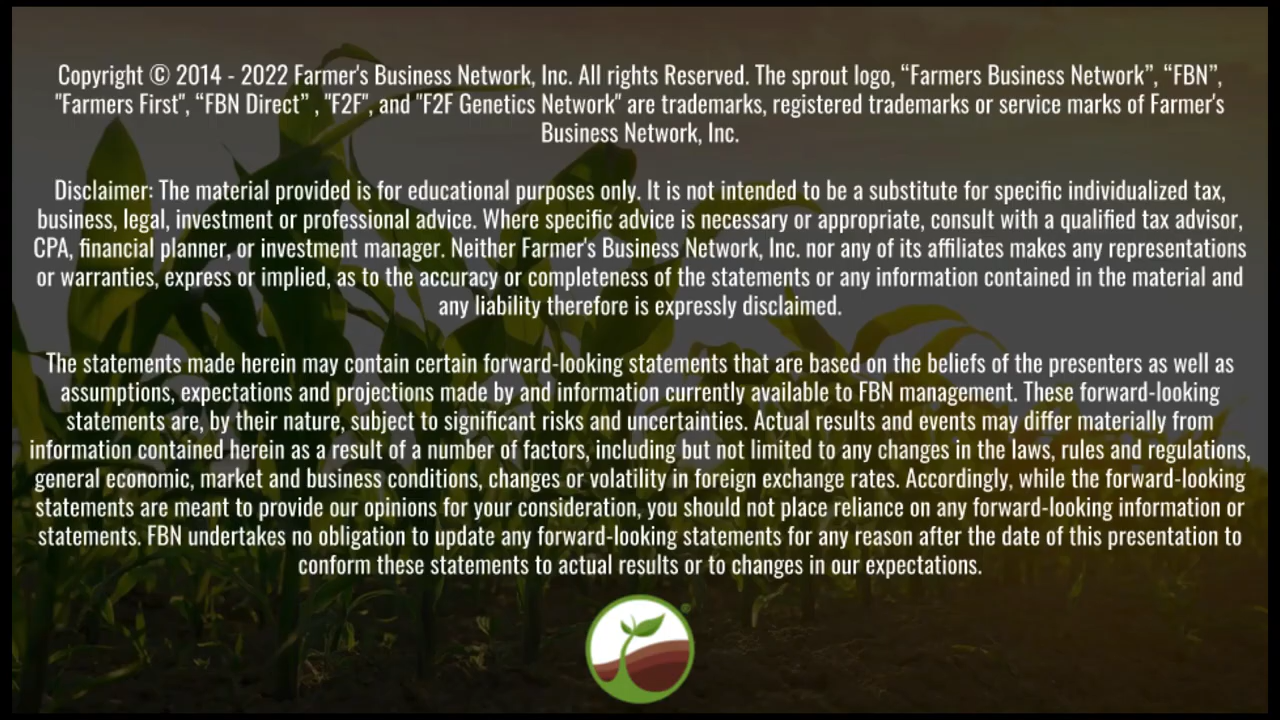 Copyright © 2014 - 2022 Farmer's Business Network, Inc. All rights Reserved. The sprout logo, “Farmers Business Network”, “FBN”,
"Farmers First", “FBN Direct” , "F2F", and "F2F Genetics Network" are trademarks, registered trademarks or service marks of Farmer's
Business Network, Inc.
Disclaimer: The material provided is for educational purposes only. It is not intended to be a substitute for specific individualized tax,
business, legal, investment or professional advice. Where specific advice is necessary or appropriate, consult with a qualified tax advisor,
CPA, financial planner, or investment manager. Neither Farmer's Business Network, Inc. nor any of its affiliates makes any representations
or warranties, express or implied, as to the accuracy or completeness of the statements or any information contained in the material and
any liability therefore is expressly disclaimed.
The statements made herein may contain certain forward-looking statements that are based on the beliefs of the presenters as well as
assumptions, expectations and projections made by and information currently available to FBN management. These forward-looking
statements are, by their nature, subject to significant risks and uncertainties. Actual results and events may differ materially from
information contained herein as a result of a number of factors, including but not limited to any changes in the laws, rules and regulations,
general economic, market and business conditions, changes or volatility in foreign exchange rates. Accordingly, while the forward-looking
statements are meant to provide our opinions for your consideration, you should not place reliance on any forward-looking information or
statements. FBN undertakes no obligation to update any forward-looking statements for any reason after the date of this presentation to
conform these statements to actual results or to changes in our expectations.
®